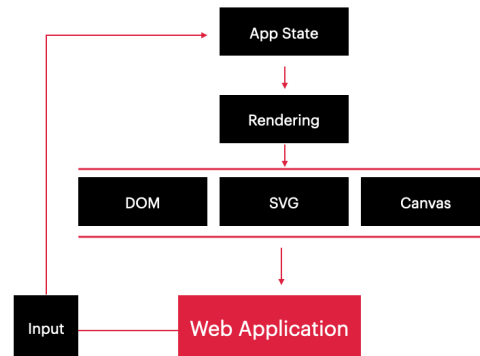 App State
Rendering
DOM
SVG
Canvas
Input
Web Application